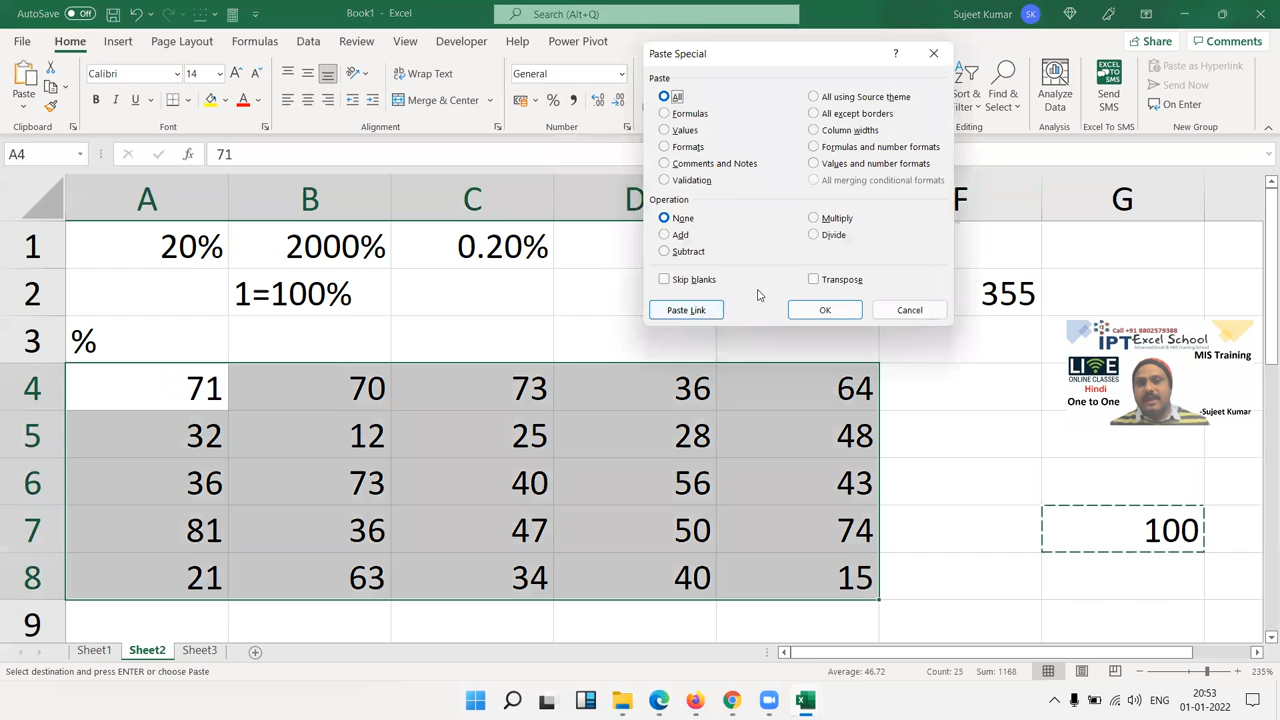 AutoSave Off Book1 - Excel Search (Alt+Q) Sujeet Kumar SK
File Home Insert Page Layout Formulas Data Review View Developer Help Power Pivot Share Comments
Paste Calibri 14 Wrap Text General
B I U Merge & Center % 9
Clipboard Font Alignment Number
Sort & Filter Find & Select Analyze Data Excel To SMS Paste as Hyperlink
Send Now
On Enter
Editing Analysis Send SMS New Group
Paste Special ?
Paste
All All using Source theme
Formulas All except borders
Values Column widths
Formats Formulas and number formats
Comments and Notes Values and number formats
Validation All merging conditional formats
Operation
None Multiply
Add Divide
Subtract
Skip blanks Transpose
Paste Link OK Cancel
A4 fx 71
A B C D F G
1 20% 2000% 0.20%
2 1=100% 355
3 %
4 71 70 73 36 64
5 32 12 25 28 48
6 36 73 40 56 43
7 81 36 47 50 74 100
8 21 63 34 40 15
9
Call +91 8802579388
IPT Excel School
Advanced Excel & MIS Training School
MIS Training
LIVE
ONLINE CLASSES
Hindi
One to One
-Sujeet Kumar
Sheet1 Sheet2 Sheet3
Select destination and press ENTER or choose Paste Average: 46.72 Count: 25 Sum: 1168 235%
ENG 20:53
01-01-2022